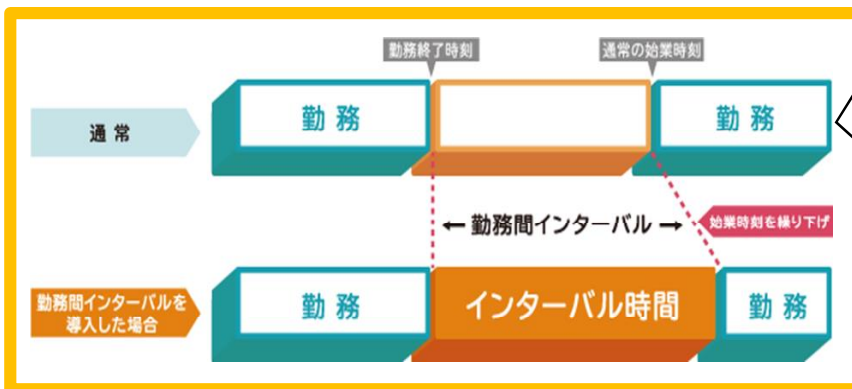 勤務終了時刻
通常の始業時刻
通常
勤務
勤務
← 勤務間インターバル →
始業時刻を繰り下げ
勤務間インターバルを
導入した場合
勤務
インターバル時間
勤務